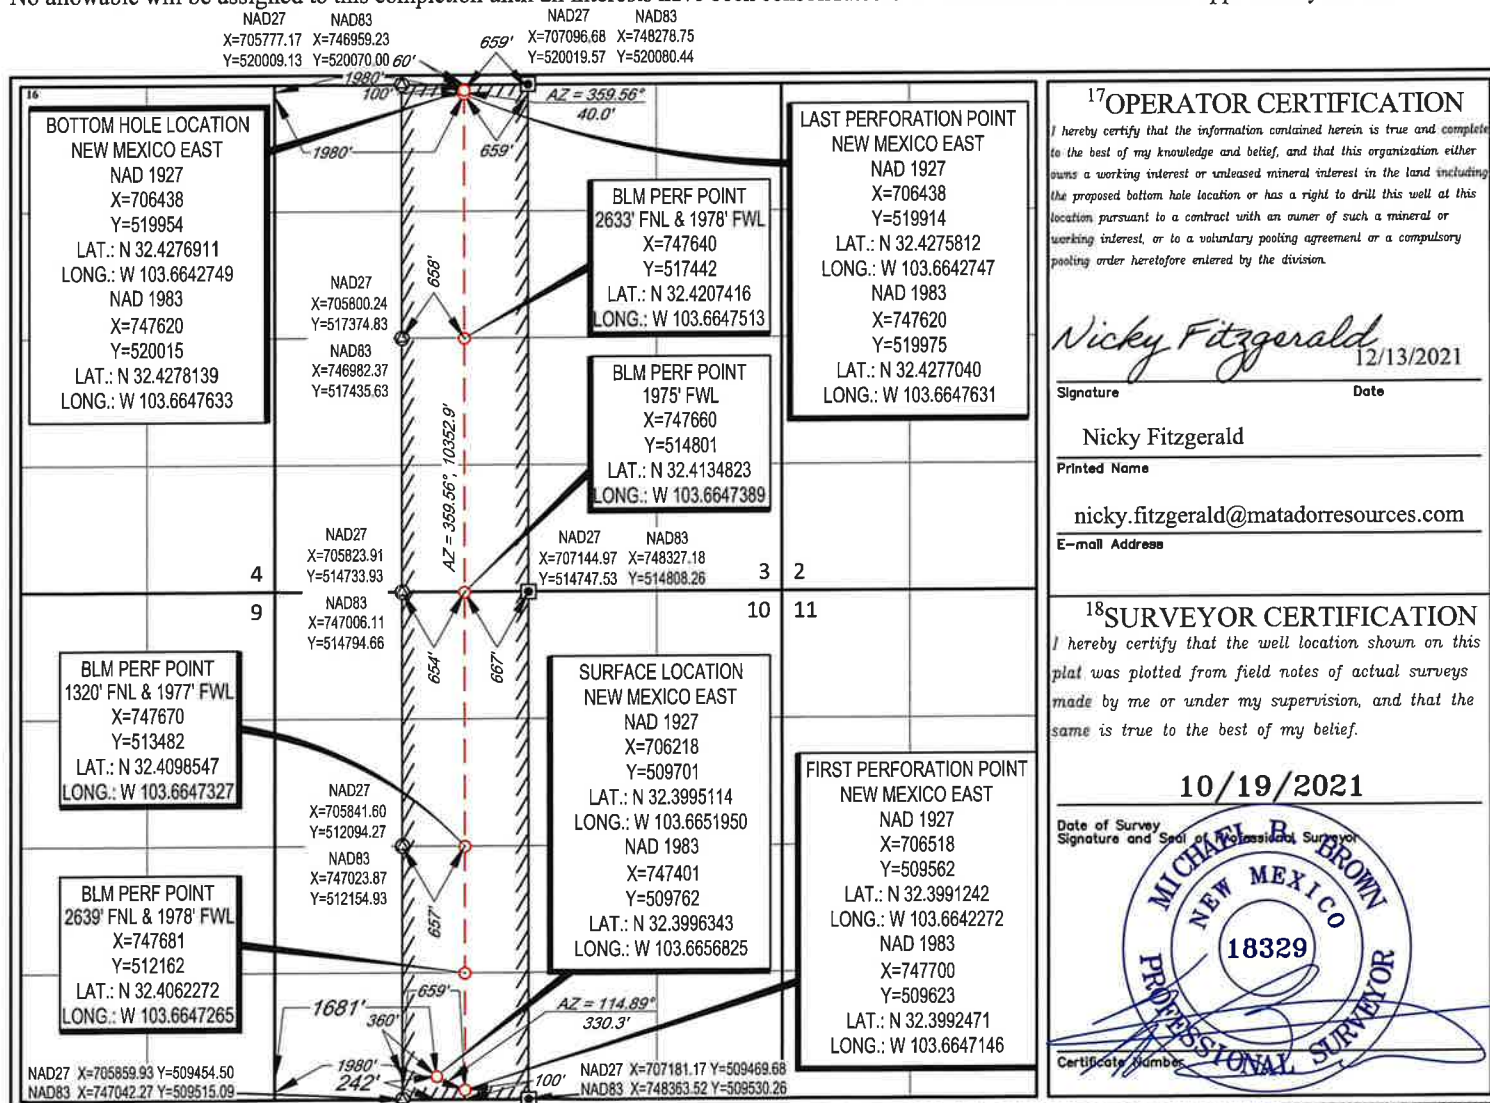 NAD27 NAD83
X=705777.17 X=746959.23
Y=520009.13 Y=520070.00
NAD27 NAD83
X=707096.68 X=748278.75
Y=520019.57 Y=520080.44
659'
60'
1980'
100'
AZ = 359.56°
40.0'
1980'
659'
16
BOTTOM HOLE LOCATION
NEW MEXICO EAST
NAD 1927
X=706438
Y=519954
LAT.: N 32.4276911
LONG.: W 103.6642749
NAD 1983
X=747620
Y=520015
LAT.: N 32.4278139
LONG.: W 103.6647633
LAST PERFORATION POINT
NEW MEXICO EAST
NAD 1927
X=706438
Y=519914
LAT.: N 32.4275812
LONG.: W 103.6642747
NAD 1983
X=747620
Y=519975
LAT.: N 32.4277040
LONG.: W 103.6647631
BLM PERF POINT
2633' FNL & 1978' FWL
X=747640
Y=517442
LAT.: N 32.4207416
LONG.: W 103.6647513
658'
NAD27
X=705800.24
Y=517374.83
NAD83
X=746982.37
Y=517435.63
BLM PERF POINT
1975' FWL
X=747660
Y=514801
LAT.: N 32.4134823
LONG.: W 103.6647389
AZ = 359.56°, 10352.9'
NAD27
X=705823.91
Y=514733.93
NAD83
X=747006.11
Y=514794.66
NAD27 NAD83
X=707144.97 X=748327.18
Y=514747.53 Y=514808.26
4
3 2
9
10 11
654'
667'
BLM PERF POINT
1320' FNL & 1977' FWL
X=747670
Y=513482
LAT.: N 32.4098547
LONG.: W 103.6647327
NAD27
X=705841.60
Y=512094.27
NAD83
X=747023.87
Y=512154.93
657'
BLM PERF POINT
2639' FNL & 1978' FWL
X=747681
Y=512162
LAT.: N 32.4062272
LONG.: W 103.6647265
SURFACE LOCATION
NEW MEXICO EAST
NAD 1927
X=706218
Y=509701
LAT.: N 32.3995114
LONG.: W 103.6651950
NAD 1983
X=747401
Y=509762
LAT.: N 32.3996343
LONG.: W 103.6656825
FIRST PERFORATION POINT
NEW MEXICO EAST
NAD 1927
X=706518
Y=509562
LAT.: N 32.3991242
LONG.: W 103.6642272
NAD 1983
X=747700
Y=509623
LAT.: N 32.3992471
LONG.: W 103.6647146
659'
1681'
360'
AZ = 114.89°
330.3'
1980'
242'
100'
NAD27 X=705859.93 Y=509454.50
NAD83 X=747042.27 Y=509515.09
NAD27 X=707181.17 Y=509469.68
NAD83 X=748363.52 Y=509530.26
17 OPERATOR CERTIFICATION
I hereby certify that the information contained herein is true and complete
to the best of my knowledge and belief, and that this organization either
owns a working interest or unleased mineral interest in the land including
the proposed bottom hole location or has a right to drill this well at this
location pursuant to a contract with an owner of such a mineral or
working interest, or to a voluntary pooling agreement or a compulsory
pooling order heretofore entered by the division.
Nicky Fitzgerald
12/13/2021
Signature Date
Nicky Fitzgerald
Printed Name
nicky.fitzgerald@matadorresources.com
E-mail Address
18 SURVEYOR CERTIFICATION
I hereby certify that the well location shown on this
plat was plotted from field notes of actual surveys
made by me or under my supervision, and that the
same is true to the best of my belief.
10/19/2021
Date of Survey
Signature and Seal of Professional Surveyor
MICHAEL B. BROWN
NEW MEXICO
18329
PROFESSIONAL SURVEYOR
Certificate Number